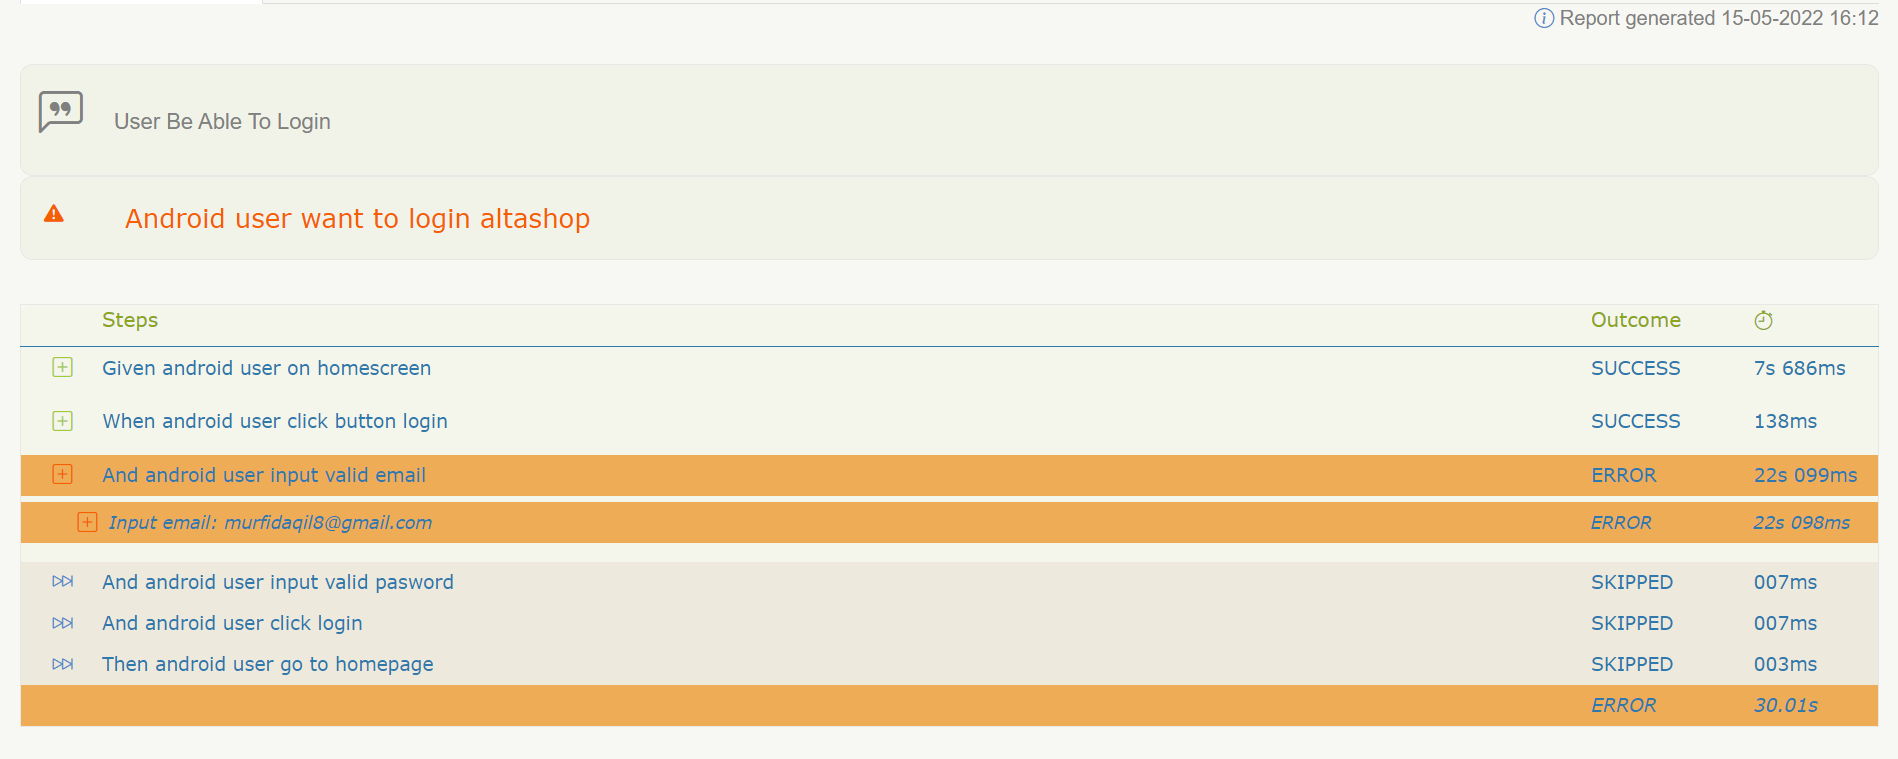 Report generated 15-05-2022 16:12
User Be Able To Login
Android user want to login altashop
Steps Outcome
Given android user on homescreen SUCCESS 7s 686ms
When android user click button login SUCCESS 138ms
And android user input valid email ERROR 22s 099ms
Input email: murfidaqil8@gmail.com ERROR 22s 098ms
And android user input valid pasword SKIPPED 007ms
And android user click login SKIPPED 007ms
Then android user go to homepage SKIPPED 003ms
ERROR 30.01s